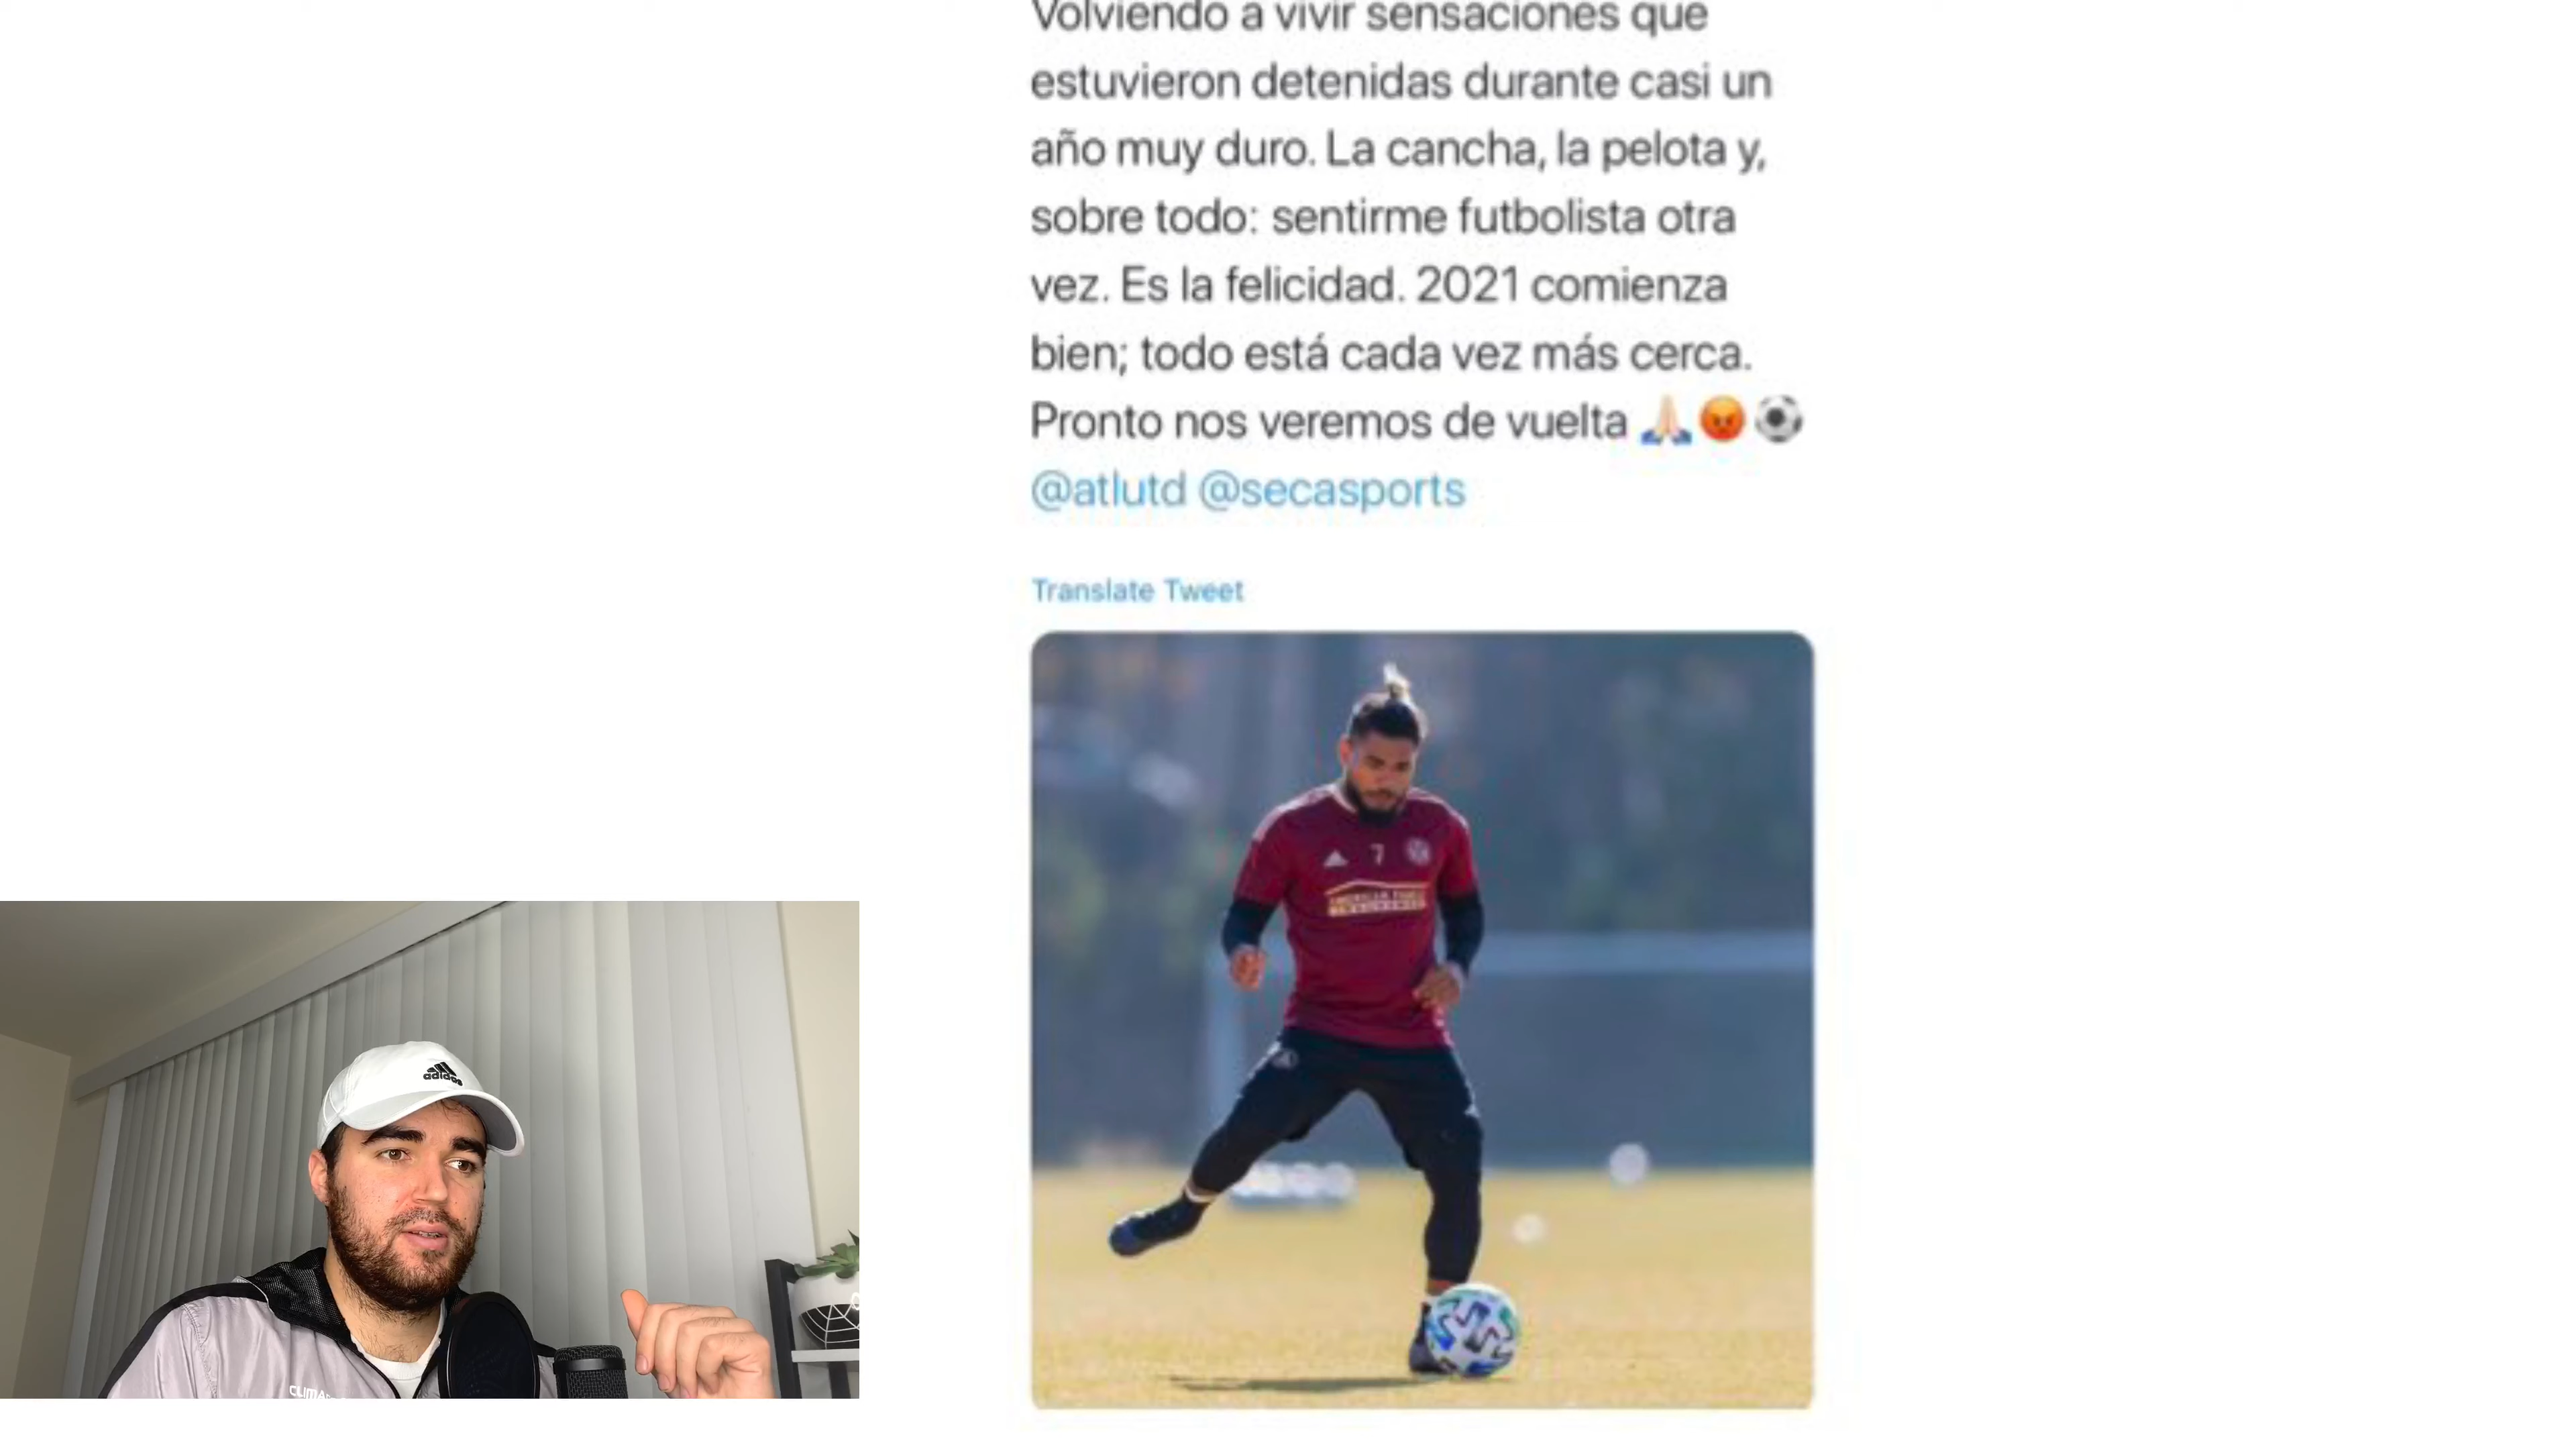 Volviendo a vivir sensaciones que
estuvieron detenidas durante casi un
año muy duro. La cancha, la pelota y,
sobre todo: sentirme futbolista otra
vez. Es la felicidad. 2021 comienza
bien; todo está cada vez más cerca.
Pronto nos veremos de vuelta 🙏🏻😡⚽
@atlutd @secasports
Translate Tweet
7
adidas